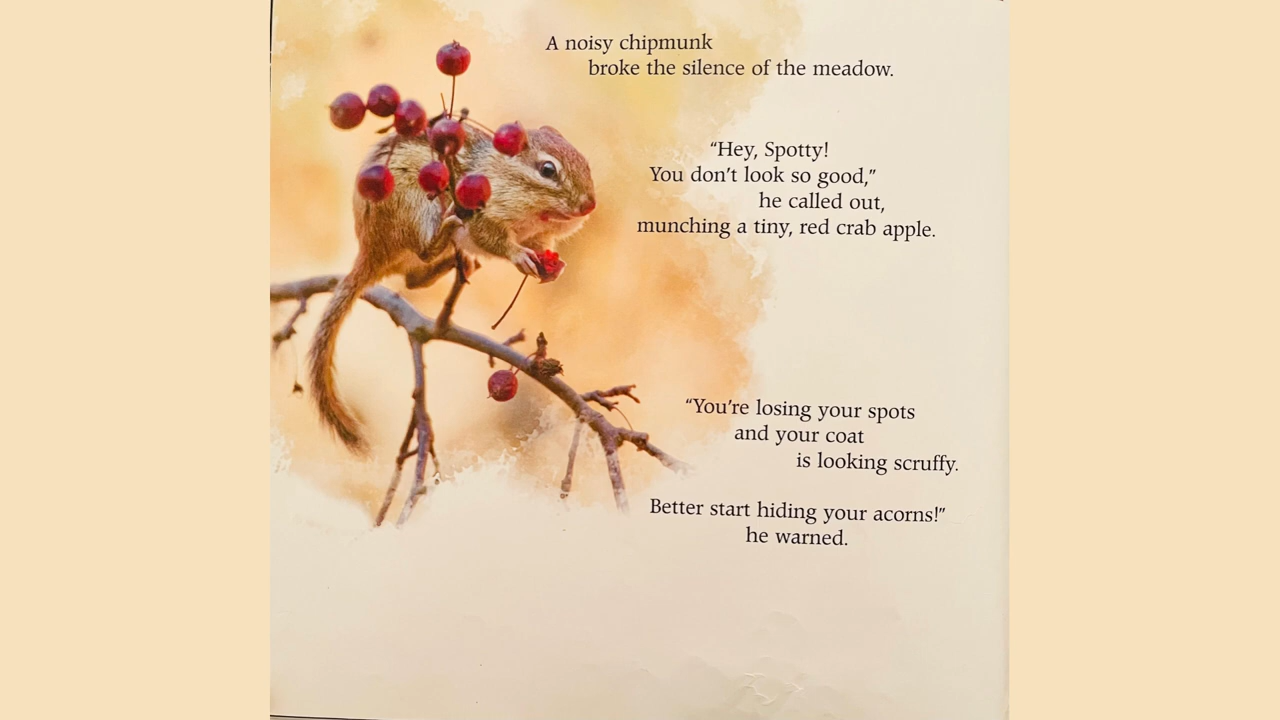 A noisy chipmunk
broke the silence of the meadow.
“Hey, Spotty!
You don’t look so good,”
he called out,
munching a tiny, red crab apple.
“You’re losing your spots
and your coat
is looking scruffy.
Better start hiding your acorns!”
he warned.